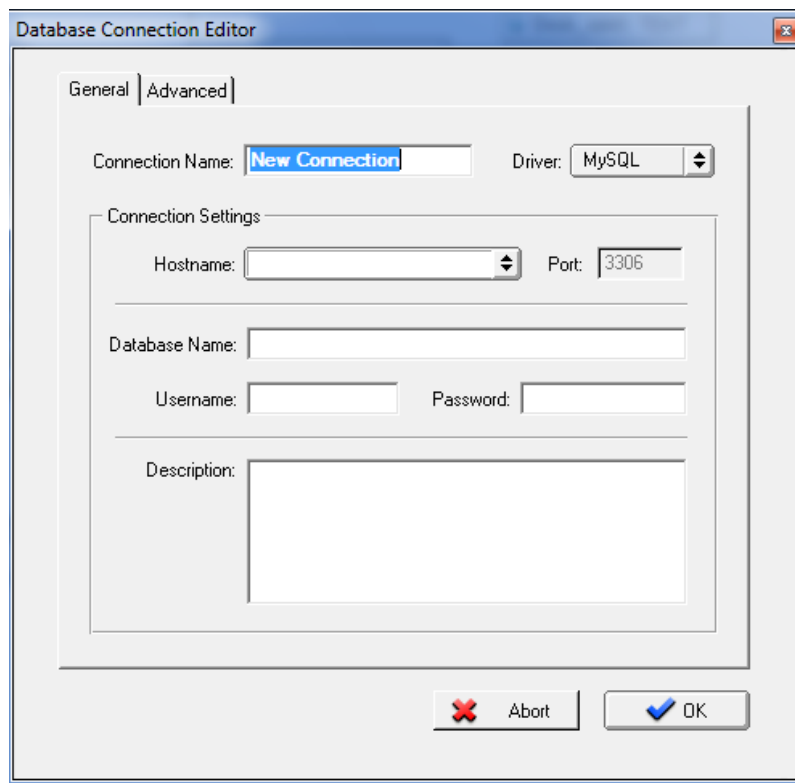 Database Connection Editor
General Advanced
Connection Name: New Connection Driver: MySQL
Connection Settings
Hostname: Port: 3306
Database Name:
Username: Password:
Description:
Abort OK